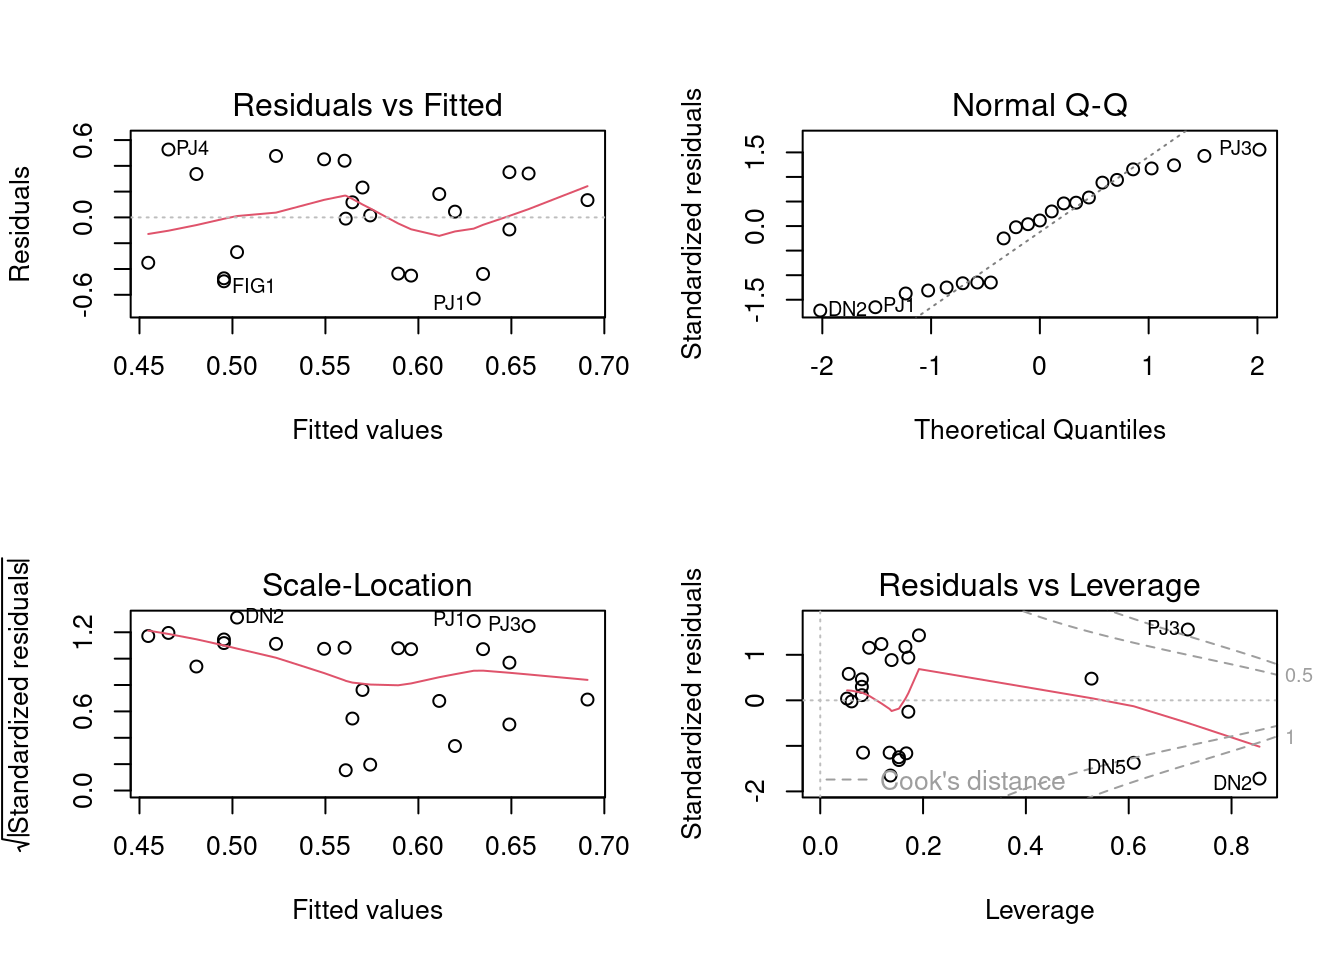 Residuals vs Fitted
Residuals
0.6
0.0
-0.6
PJ4
FIG1
PJ1
0.45 0.50 0.55 0.60 0.65 0.70
Fitted values
Normal Q-Q
Standardized residuals
1.5
0.0
-1.5
PJ3
DN2
PJ1
-2 -1 0 1 2
Theoretical Quantiles
Scale-Location
√|Standardized residuals|
1.2
0.6
0.0
DN2
PJ1
PJ3
0.45 0.50 0.55 0.60 0.65 0.70
Fitted values
Residuals vs Leverage
Standardized residuals
1
0
-2
PJ3
0.5
1
DN5
DN2
Cook's distance
0.0 0.2 0.4 0.6 0.8
Leverage